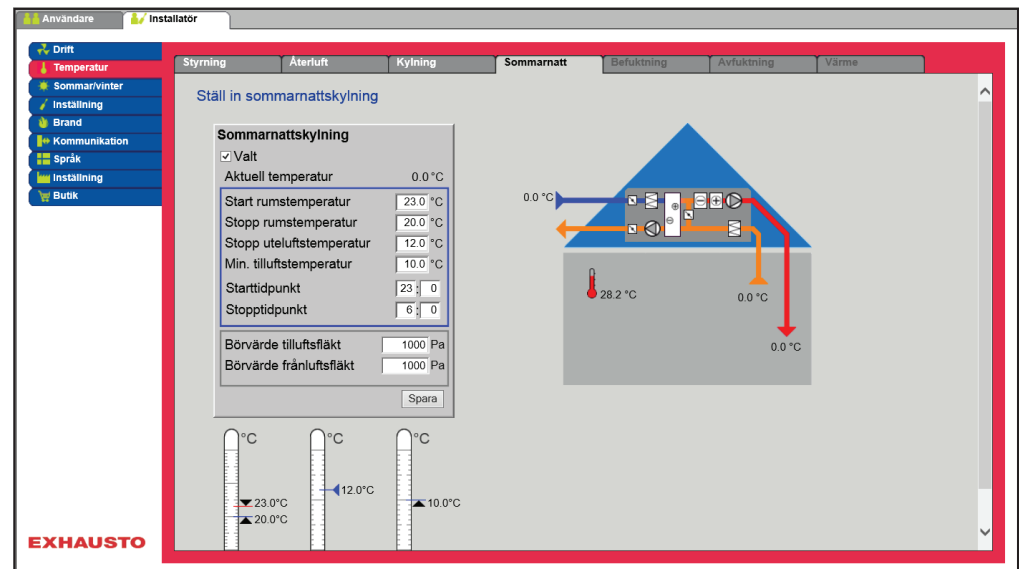 Användare Installatör
Drift
Temperatur
Sommar/vinter
Inställning
Brand
Kommunikation
Språk
Inställning
Butik
Styrning Återluft Kylning Sommarnatt Befuktning Avfuktning Värme
Ställ in sommarnattskylning
Sommarnattskylning
Valt
Aktuell temperatur 0.0 °C
Start rumstemperatur 23.0 °C
Stopp rumstemperatur 20.0 °C
Stopp uteluftstemperatur 12.0 °C
Min. tilluftstemperatur 10.0 °C
Starttidpunkt 23 : 0
Stopptidpunkt 6 : 0
Börvärde tilluftsfläkt 1000 Pa
Börvärde frånluftsfläkt 1000 Pa
Spara
0.0 °C
28.2 °C
0.0 °C
0.0 °C
°C °C °C
12.0°C
23.0°C 10.0°C
20.0°C
EXHAUSTO